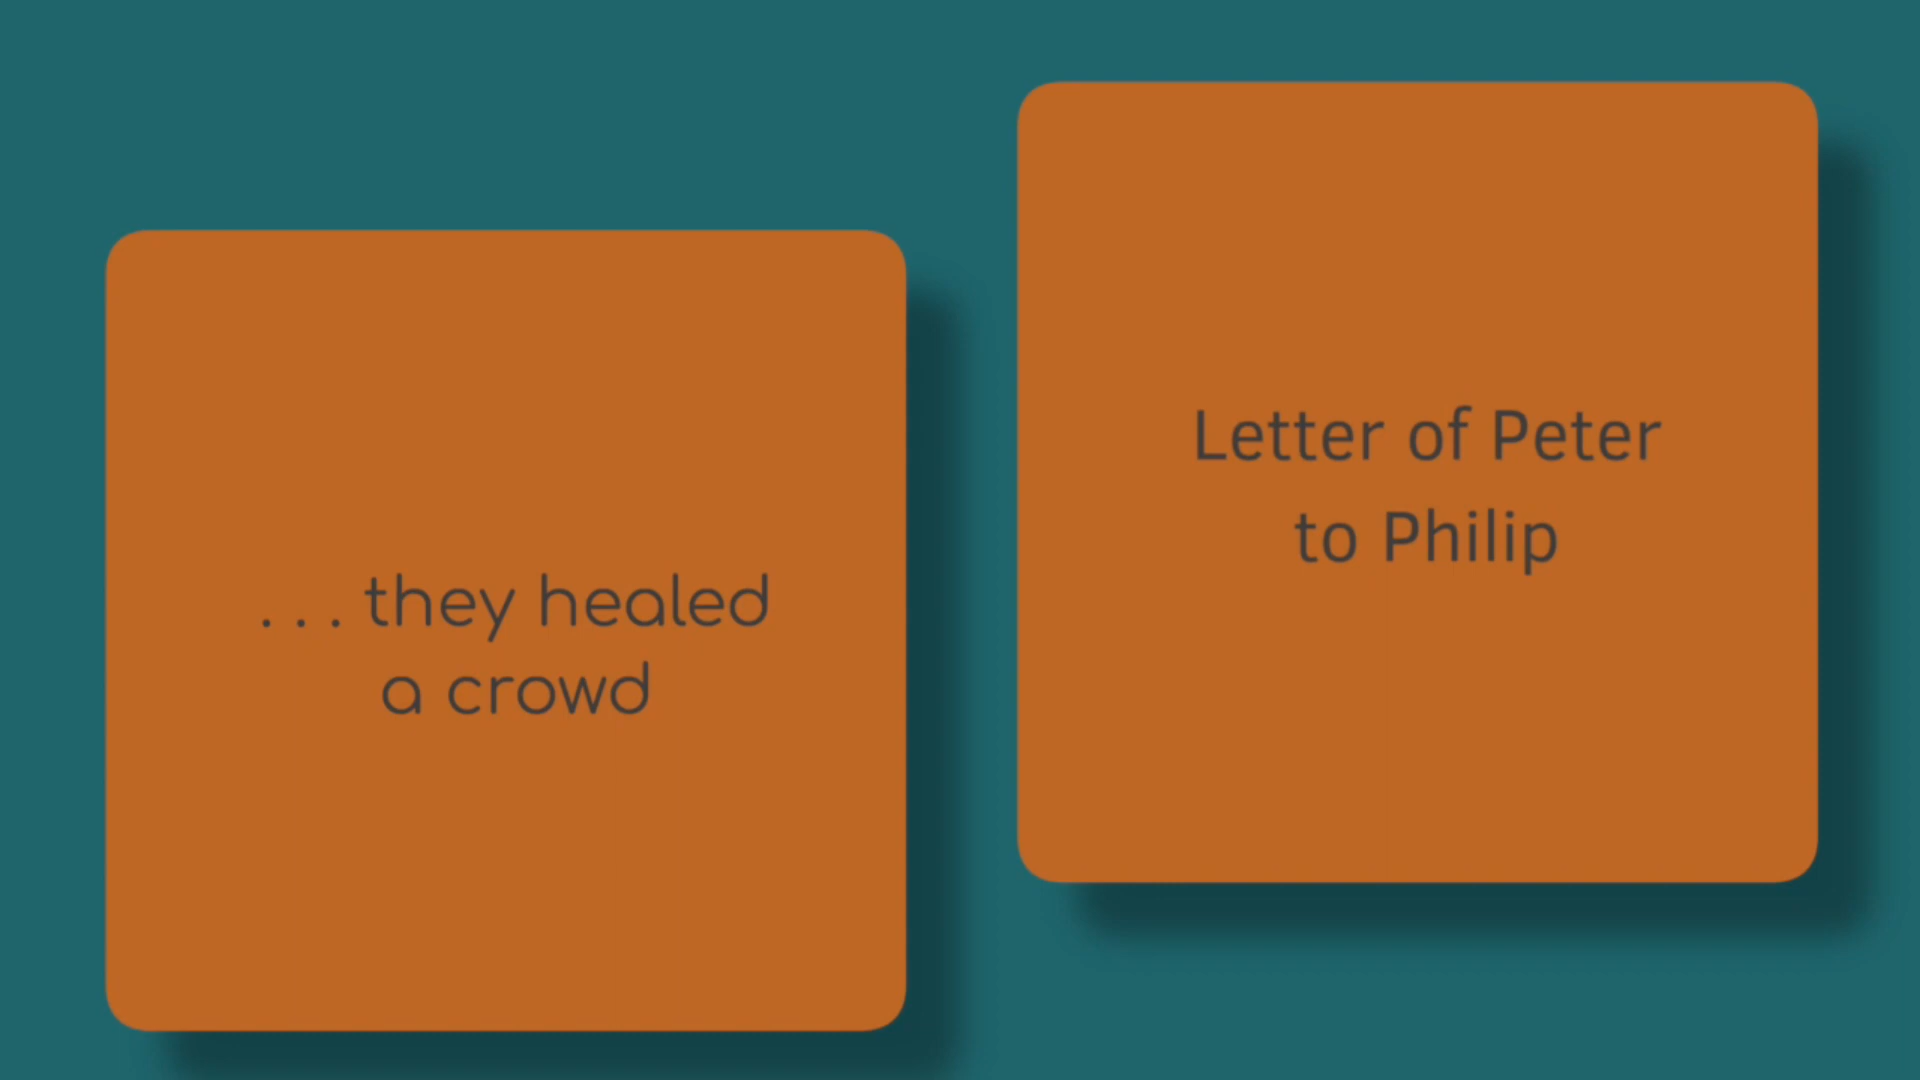 . . . they healed
a crowd
Letter of Peter
to Philip